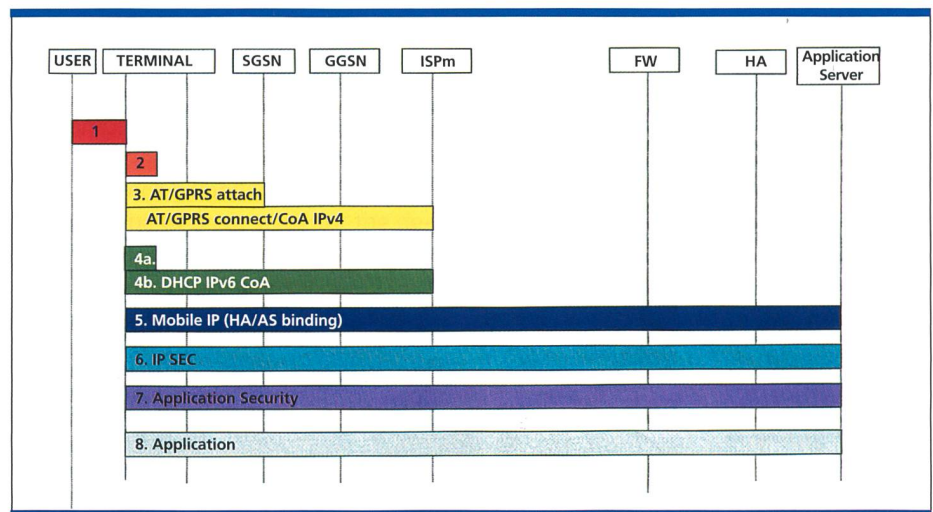 USER
TERMINAL
SGSN
GGSN
ISPm
FW
HA
Application
Server
1
2
3. AT/GPRS attach
AT/GPRS connect/CoA IPv4
4a.
4b. DHCP IPv6 CoA
5. Mobile IP (HA/AS binding)
6. IP SEC
7. Application Security
8. Application